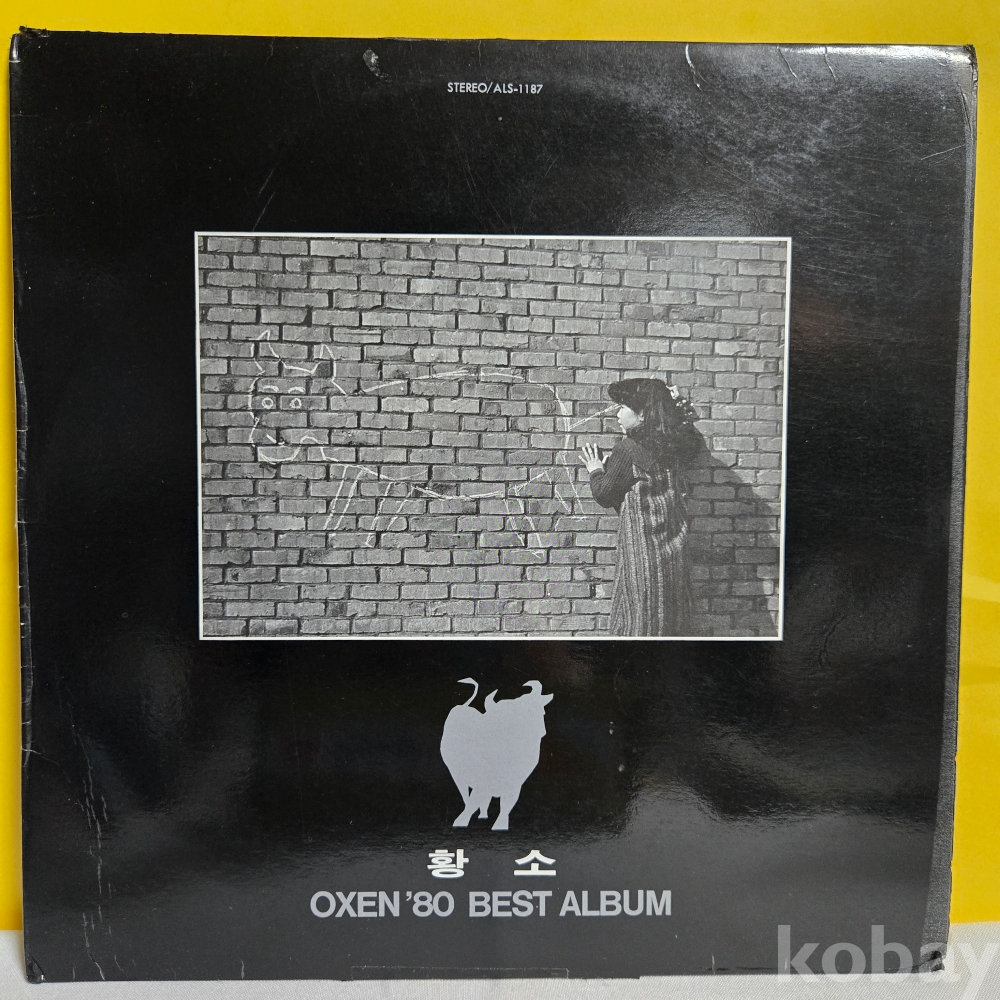 STEREO/ALS-1187
황 소
OXEN '80 BEST ALBUM
kobay